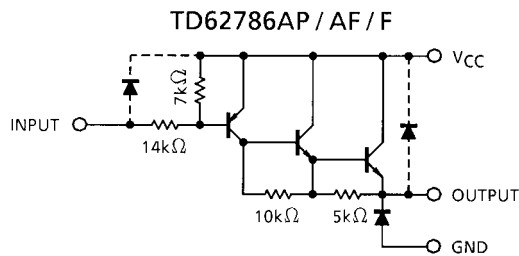 TD62786AP / AF / F
VCC
7kΩ
INPUT
14kΩ
10kΩ
5kΩ
OUTPUT
GND